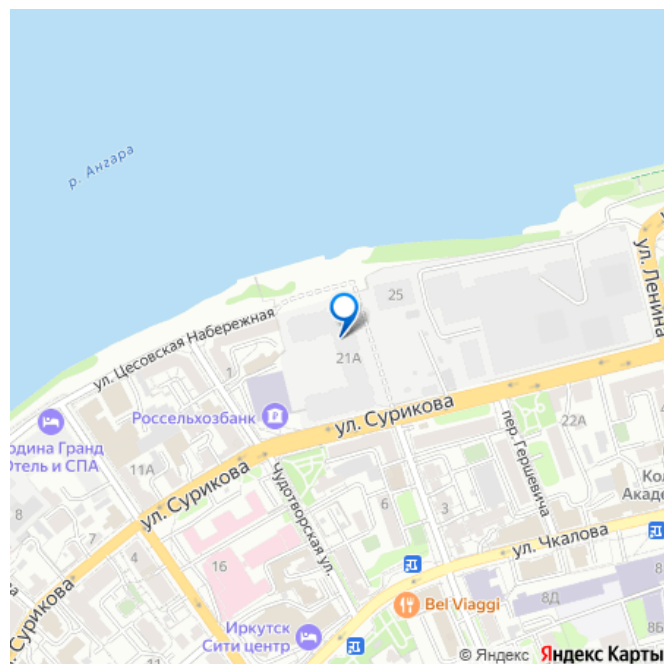 р. Ангара
ул. Ленина
25
ул. Цесовская Набережная
21А
1
Россельхозбанк
ул. Сурикова
22А
пер. Гершевича
11А
Отель и СПА
8
ул. Сурикова
Чудотворская ул.
6
3
4
7
16
ул. Чкалова
Bel Viaggi
8Д
8Б
Иркутск
Сити центр
ул. Сурикова
© Яндекс Яндекс Карты